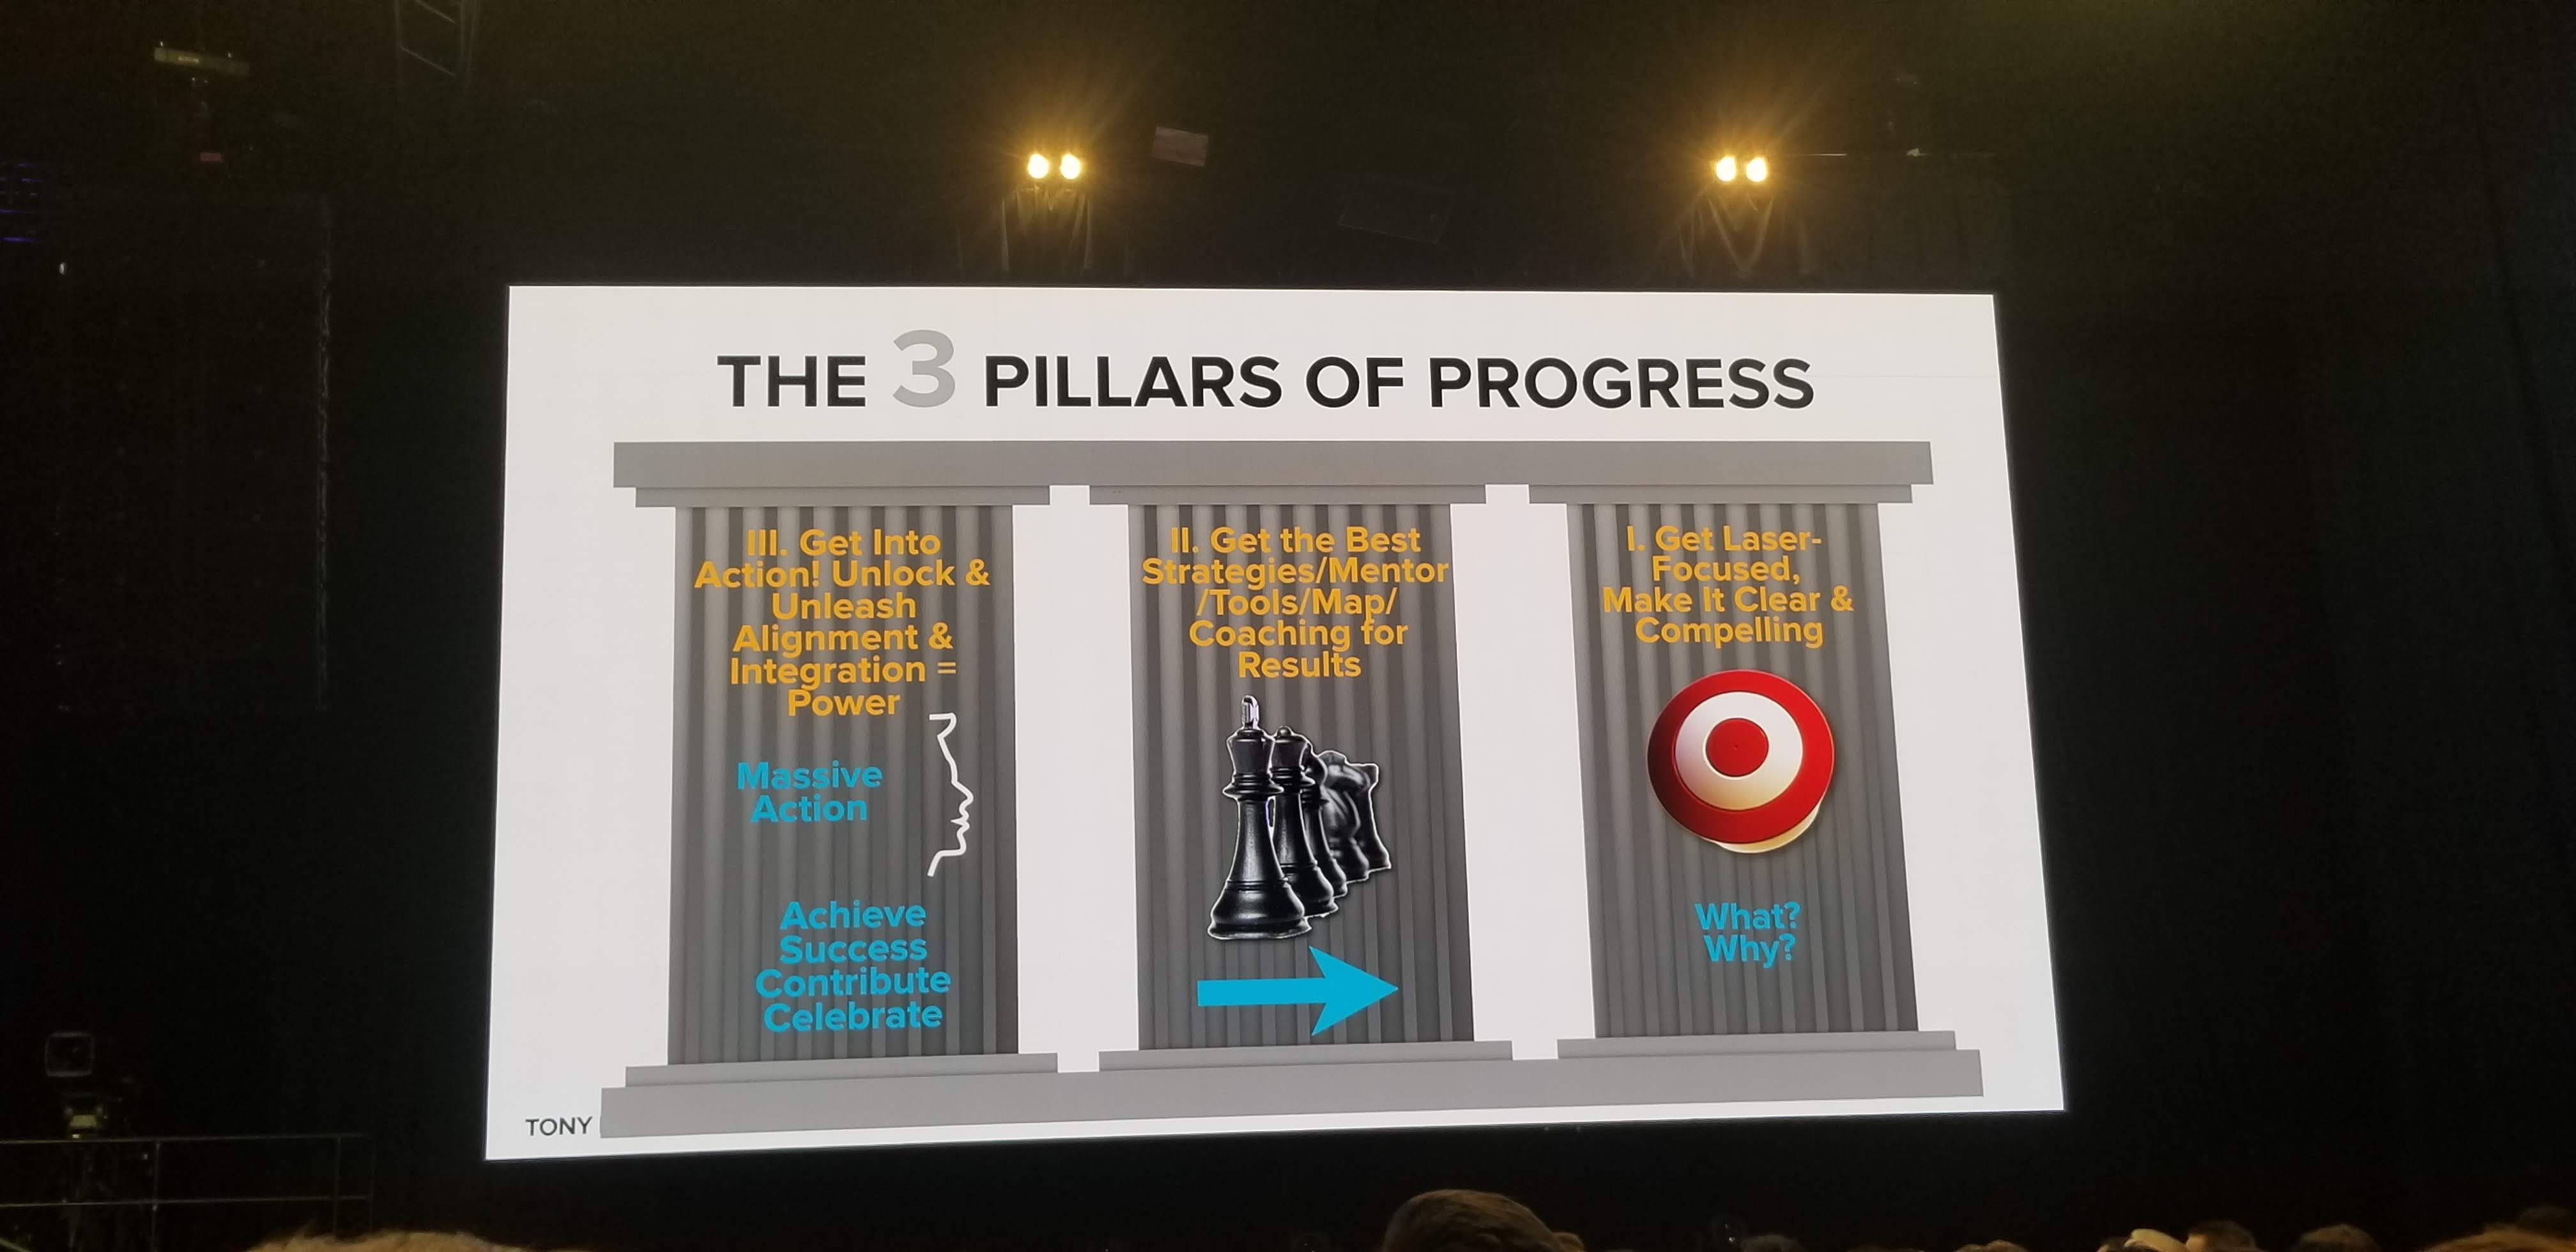 THE 3 PILLARS OF PROGRESS
III. Get Into
Action! Unlock &
Unleash
Alignment &
Integration =
Power
Massive
Action
Achieve
Success
Contribute
Celebrate
II. Get the Best
Strategies/Mentor
/Tools/Map/
Coaching for
Results
I. Get Laser-
Focused,
Make It Clear &
Compelling
What?
Why?
TONY